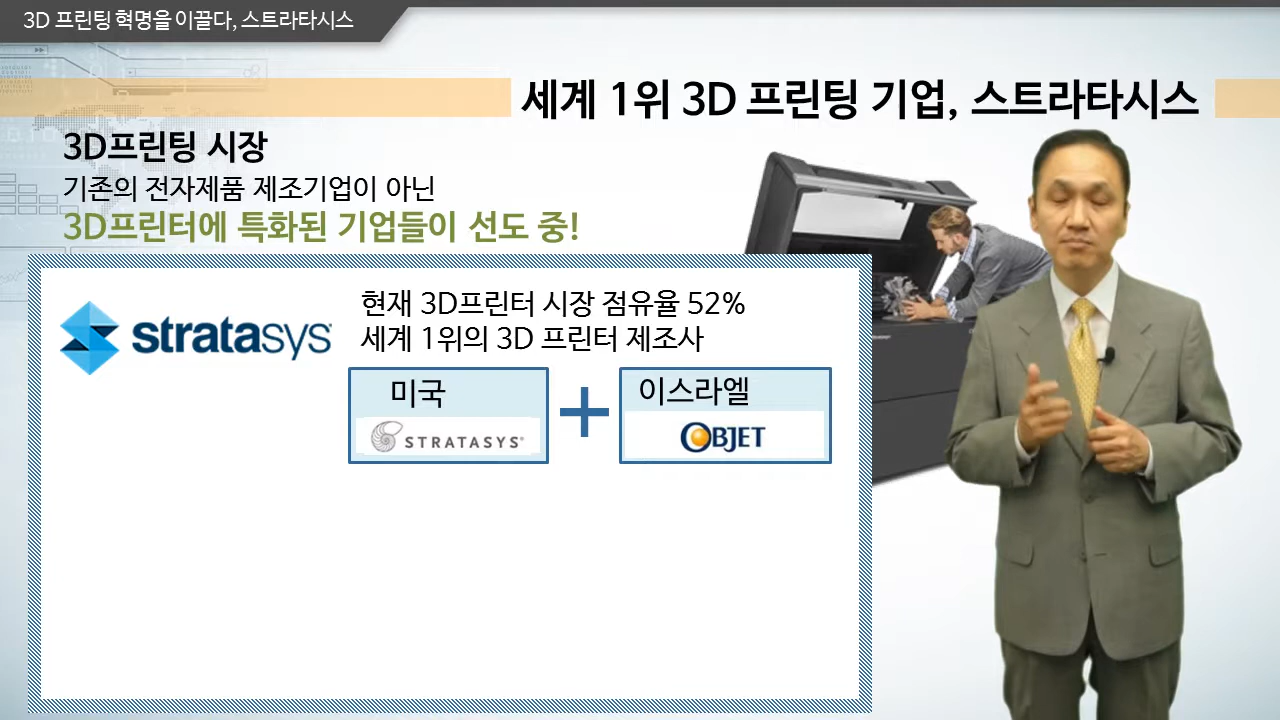 3D 프린팅 혁명을 이끌다, 스트라타시스
세계 1위 3D 프린팅 기업, 스트라타시스
3D프린팅 시장
기존의 전자제품 제조기업이 아닌
3D프린터에 특화된 기업들이 선도 중!
stratasys
현재 3D프린터 시장 점유율 52%
세계 1위의 3D 프린터 제조사
미국
STRATASYS
+
이스라엘
OBJET